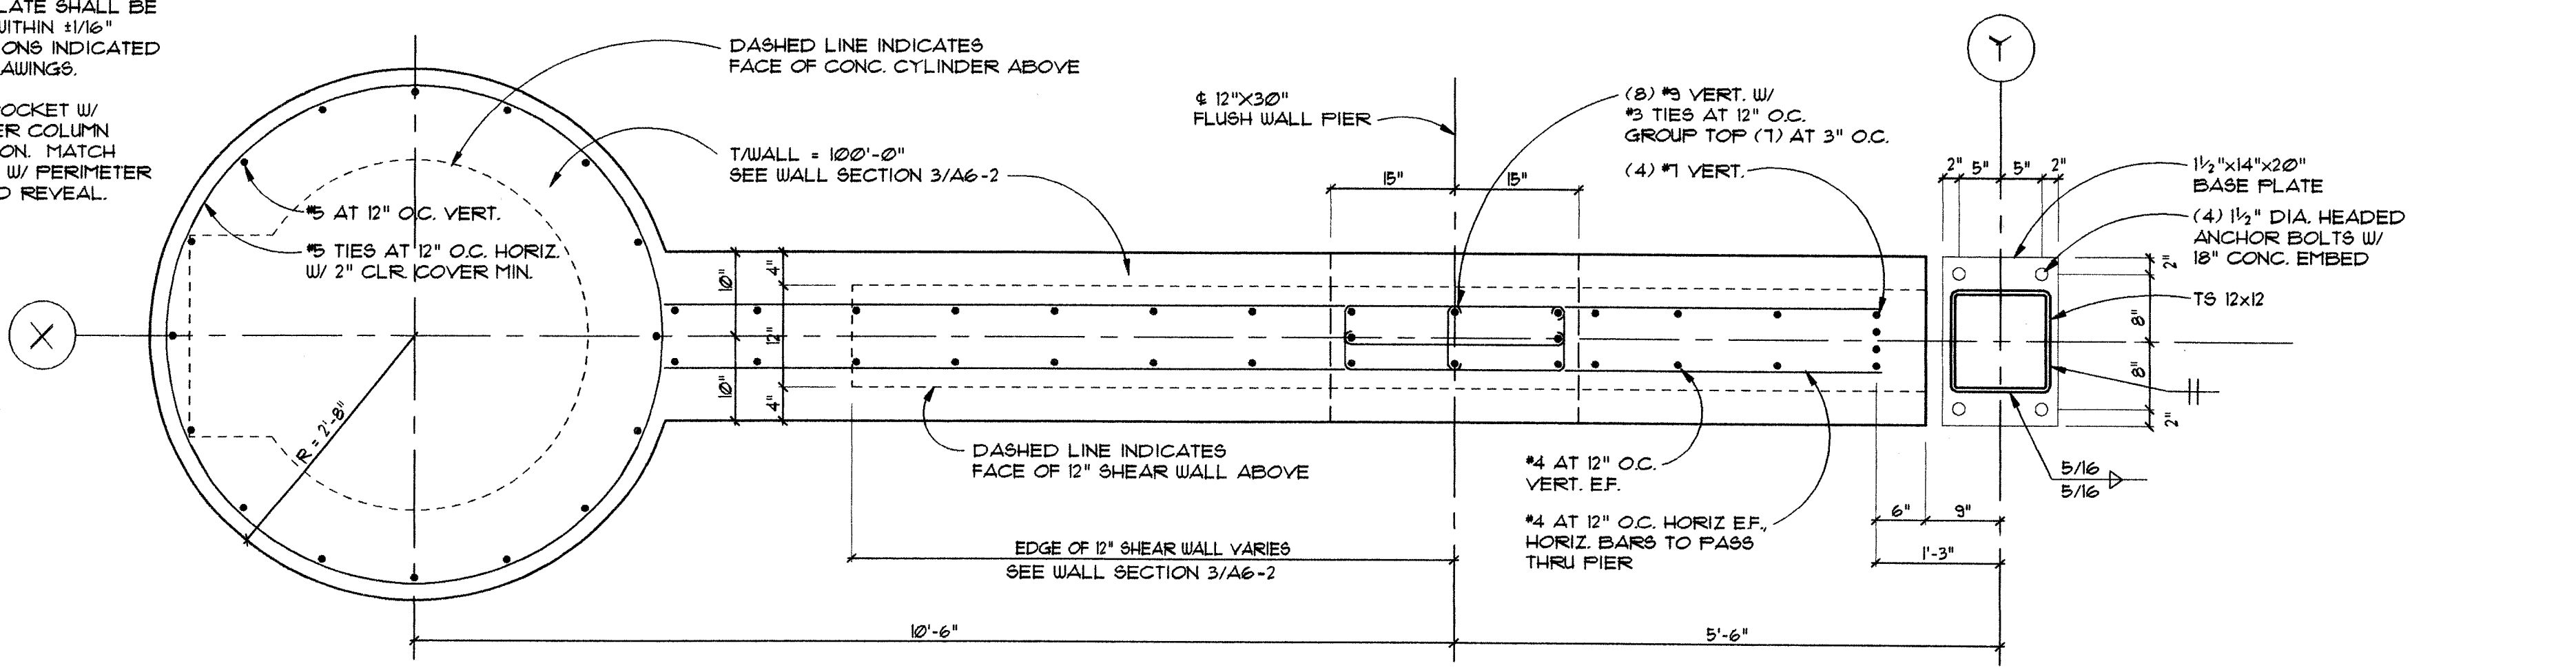 LATE SHALL BE
WITHIN ±1/16"
ONS INDICATED
AWINGS.
OCKET W/
ER COLUMN
ON. MATCH
W/ PERIMETER
D REVEAL.
DASHED LINE INDICATES
FACE OF CONC. CYLINDER ABOVE
T/WALL = 100'-0"
SEE WALL SECTION 3/A6-2
#5 AT 12" O.C. VERT.
#5 TIES AT 12" O.C. HORIZ.
W/ 2" CLR. COVER MIN.
X
R = 2'-8"
10"
10"
4"
12"
4"
DASHED LINE INDICATES
FACE OF 12" SHEAR WALL ABOVE
EDGE OF 12" SHEAR WALL VARIES
SEE WALL SECTION 3/A6-2
10'-6"
℄ 12"X30"
FLUSH WALL PIER
15"
15"
(8) #9 VERT. W/
#3 TIES AT 12" O.C.
GROUP TOP (7) AT 3" O.C.
(4) #7 VERT.
#4 AT 12" O.C.
VERT. E.F.
#4 AT 12" O.C. HORIZ E.F.,
HORIZ. BARS TO PASS
THRU PIER
5'-6"
6"
9"
1'-3"
Y
2"
5"
5"
2"
1½"x14"x20"
BASE PLATE
(4) 1½" DIA. HEADED
ANCHOR BOLTS W/
18" CONC. EMBED
TS 12x12
2"
8"
8"
2"
5/16
5/16